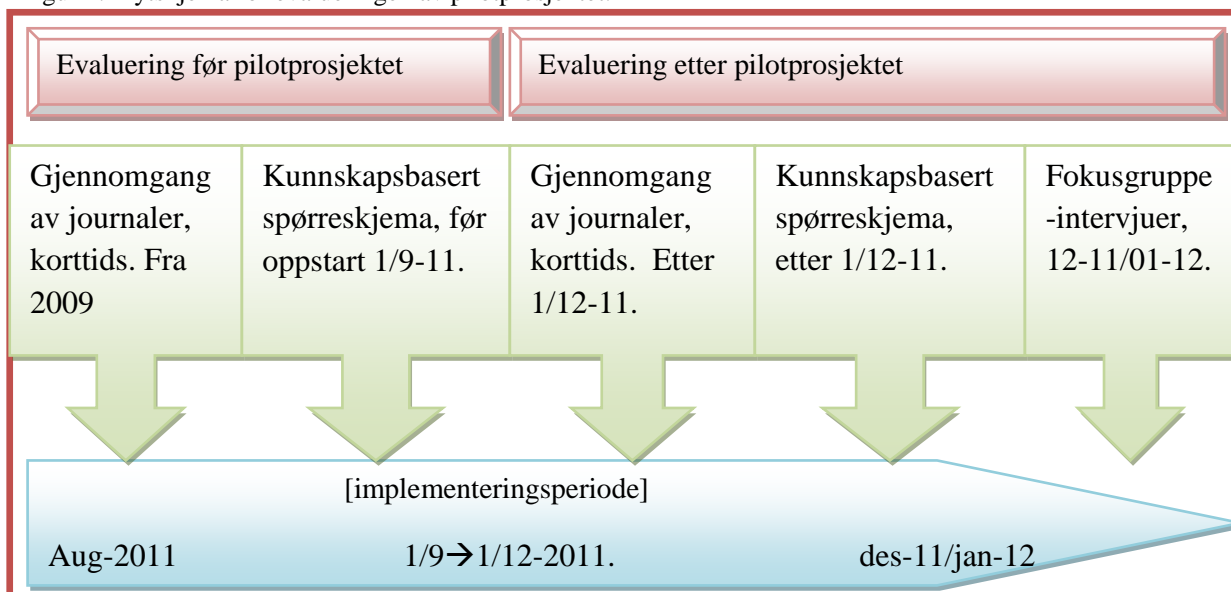 Evaluering før pilotprosjektet
Evaluering etter pilotprosjektet
Gjennomgang
av journaler,
korttids. Fra
2009
Kunnskapsbasert
spørreskjema, før
oppstart 1/9-11.
Gjennomgang
av journaler,
korttids. Etter
1/12-11.
Kunnskapsbasert
spørreskjema,
etter 1/12-11.
Fokusgruppe
-intervjuer,
12-11/01-12.
[implementeringsperiode]
Aug-2011
1/9→1/12-2011.
des-11/jan-12